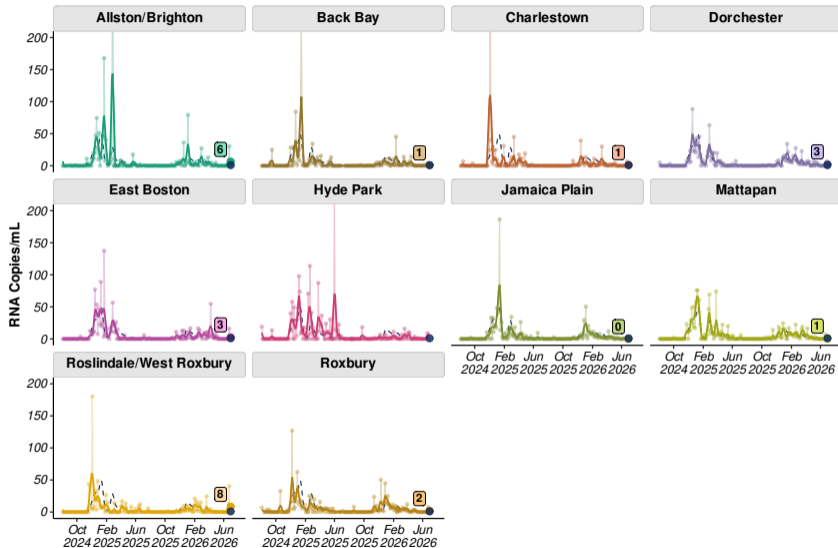 Allston/Brighton Back Bay Charlestown Dorchester
200
150
100
50
0
6 1 1 3
East Boston Hyde Park Jamaica Plain Mattapan
RNA Copies/mL
200
150
100
50
0
3 0 1
Oct 2024 Feb 2025 Jun 2025 Oct 2025 Feb 2026 Jun 2026
Oct 2024 Feb 2025 Jun 2025 Oct 2025 Feb 2026 Jun 2026
Roslindale/West Roxbury Roxbury
200
150
100
50
0
8 2
Oct 2024 Feb 2025 Jun 2025 Oct 2025 Feb 2026 Jun 2026
Oct 2024 Feb 2025 Jun 2025 Oct 2025 Feb 2026 Jun 2026